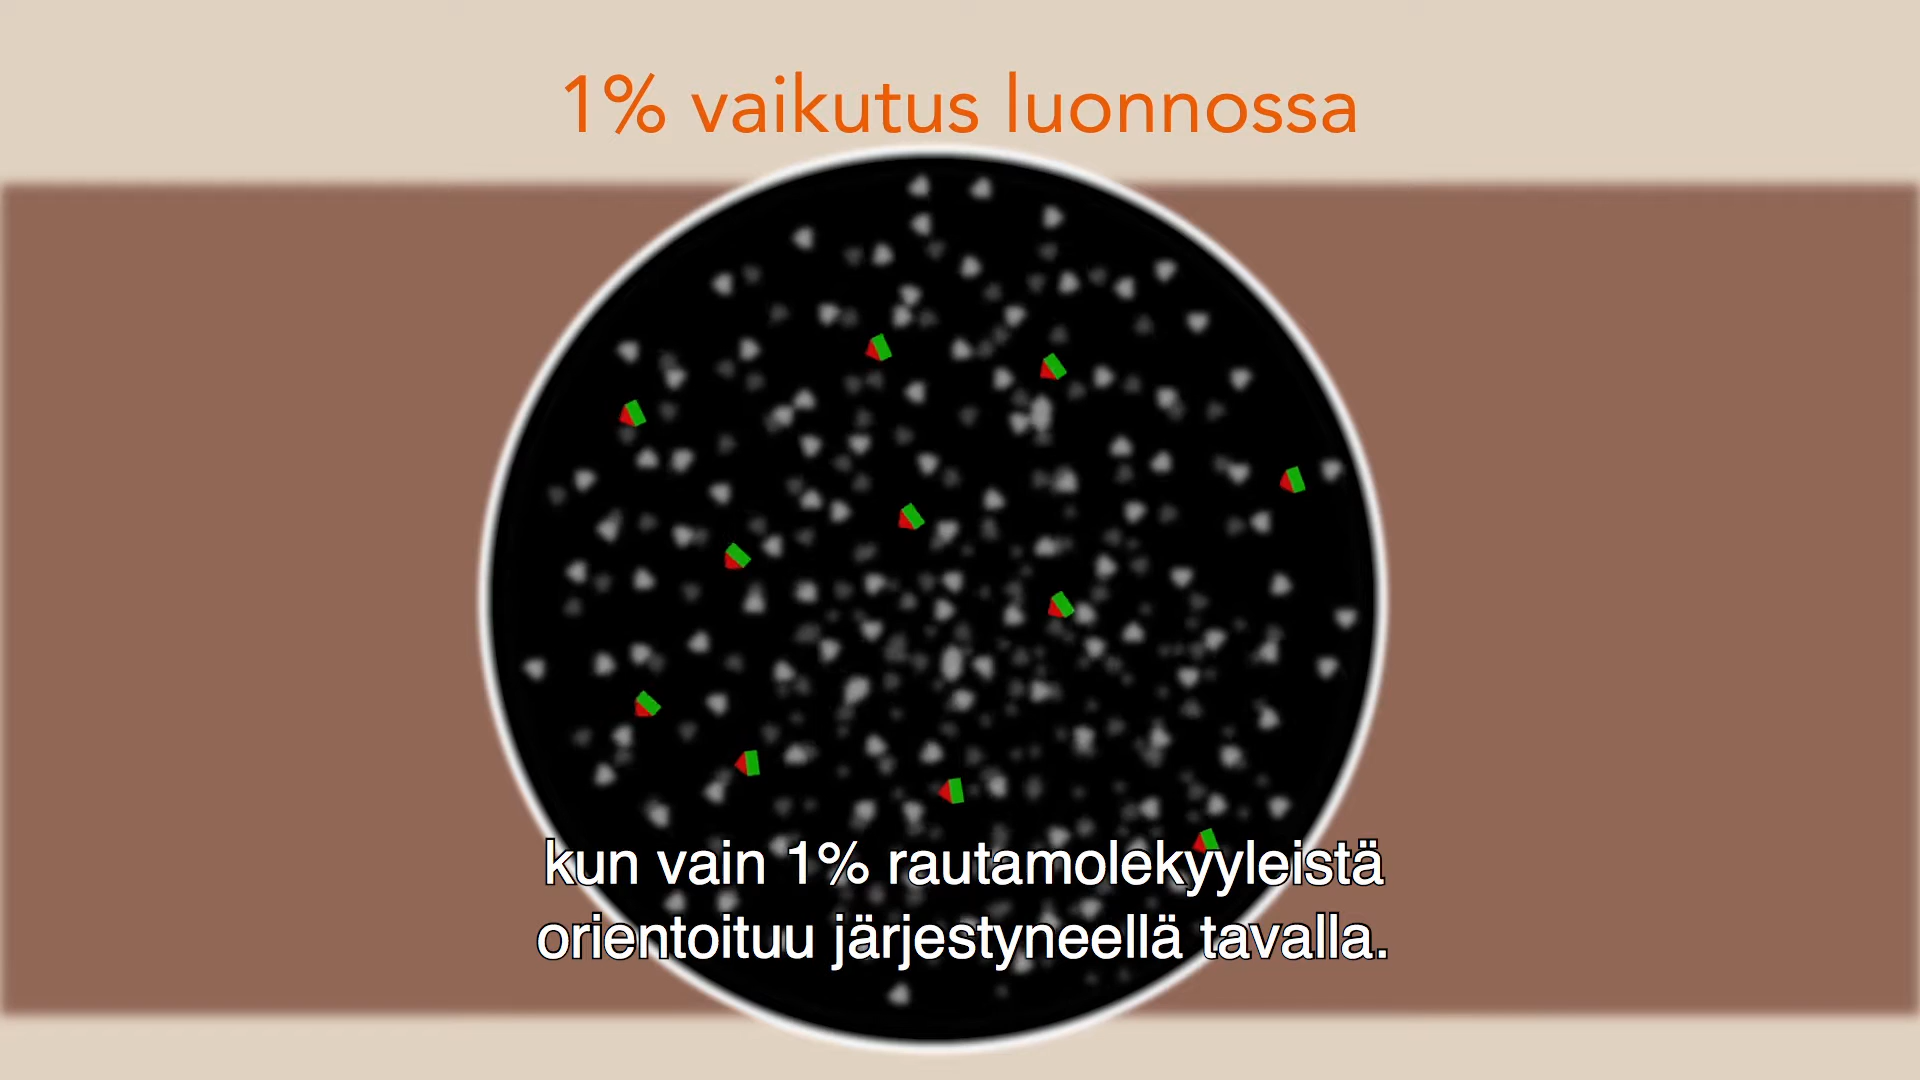 1% vaikutus luonnossa
kun vain 1% rautamolekyyleistä
orientoituu järjestyneellä tavalla.